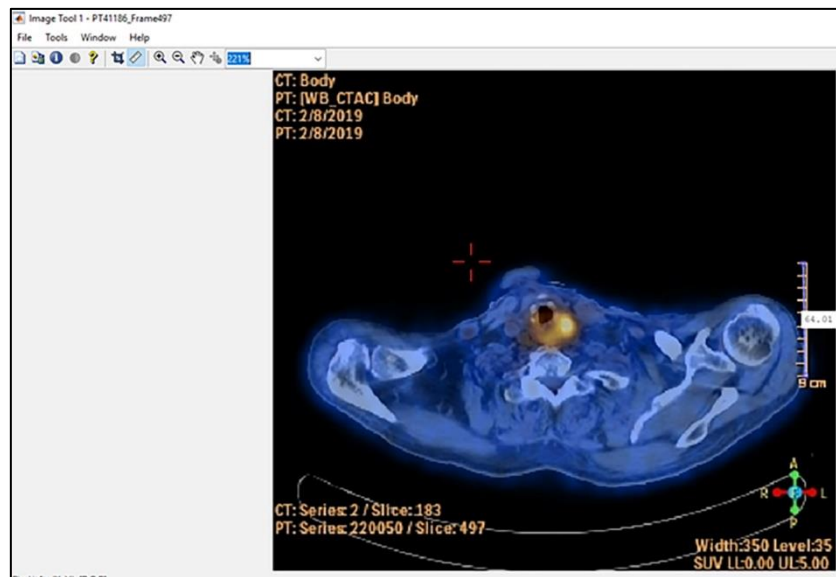 Image Tool 1 - PT41186_Frame497
File Tools Window Help
221%
CT: Body
PT: [WB_CTAC] Body
CT: 2/8/2019
PT: 2/8/2019
64.01
9 cm
A
R P L
P
CT: Series: 2 / Slice: 183
PT: Series: 220050 / Slice: 497
Width:350 Level:35
SUV LL:0.00 UL:5.00